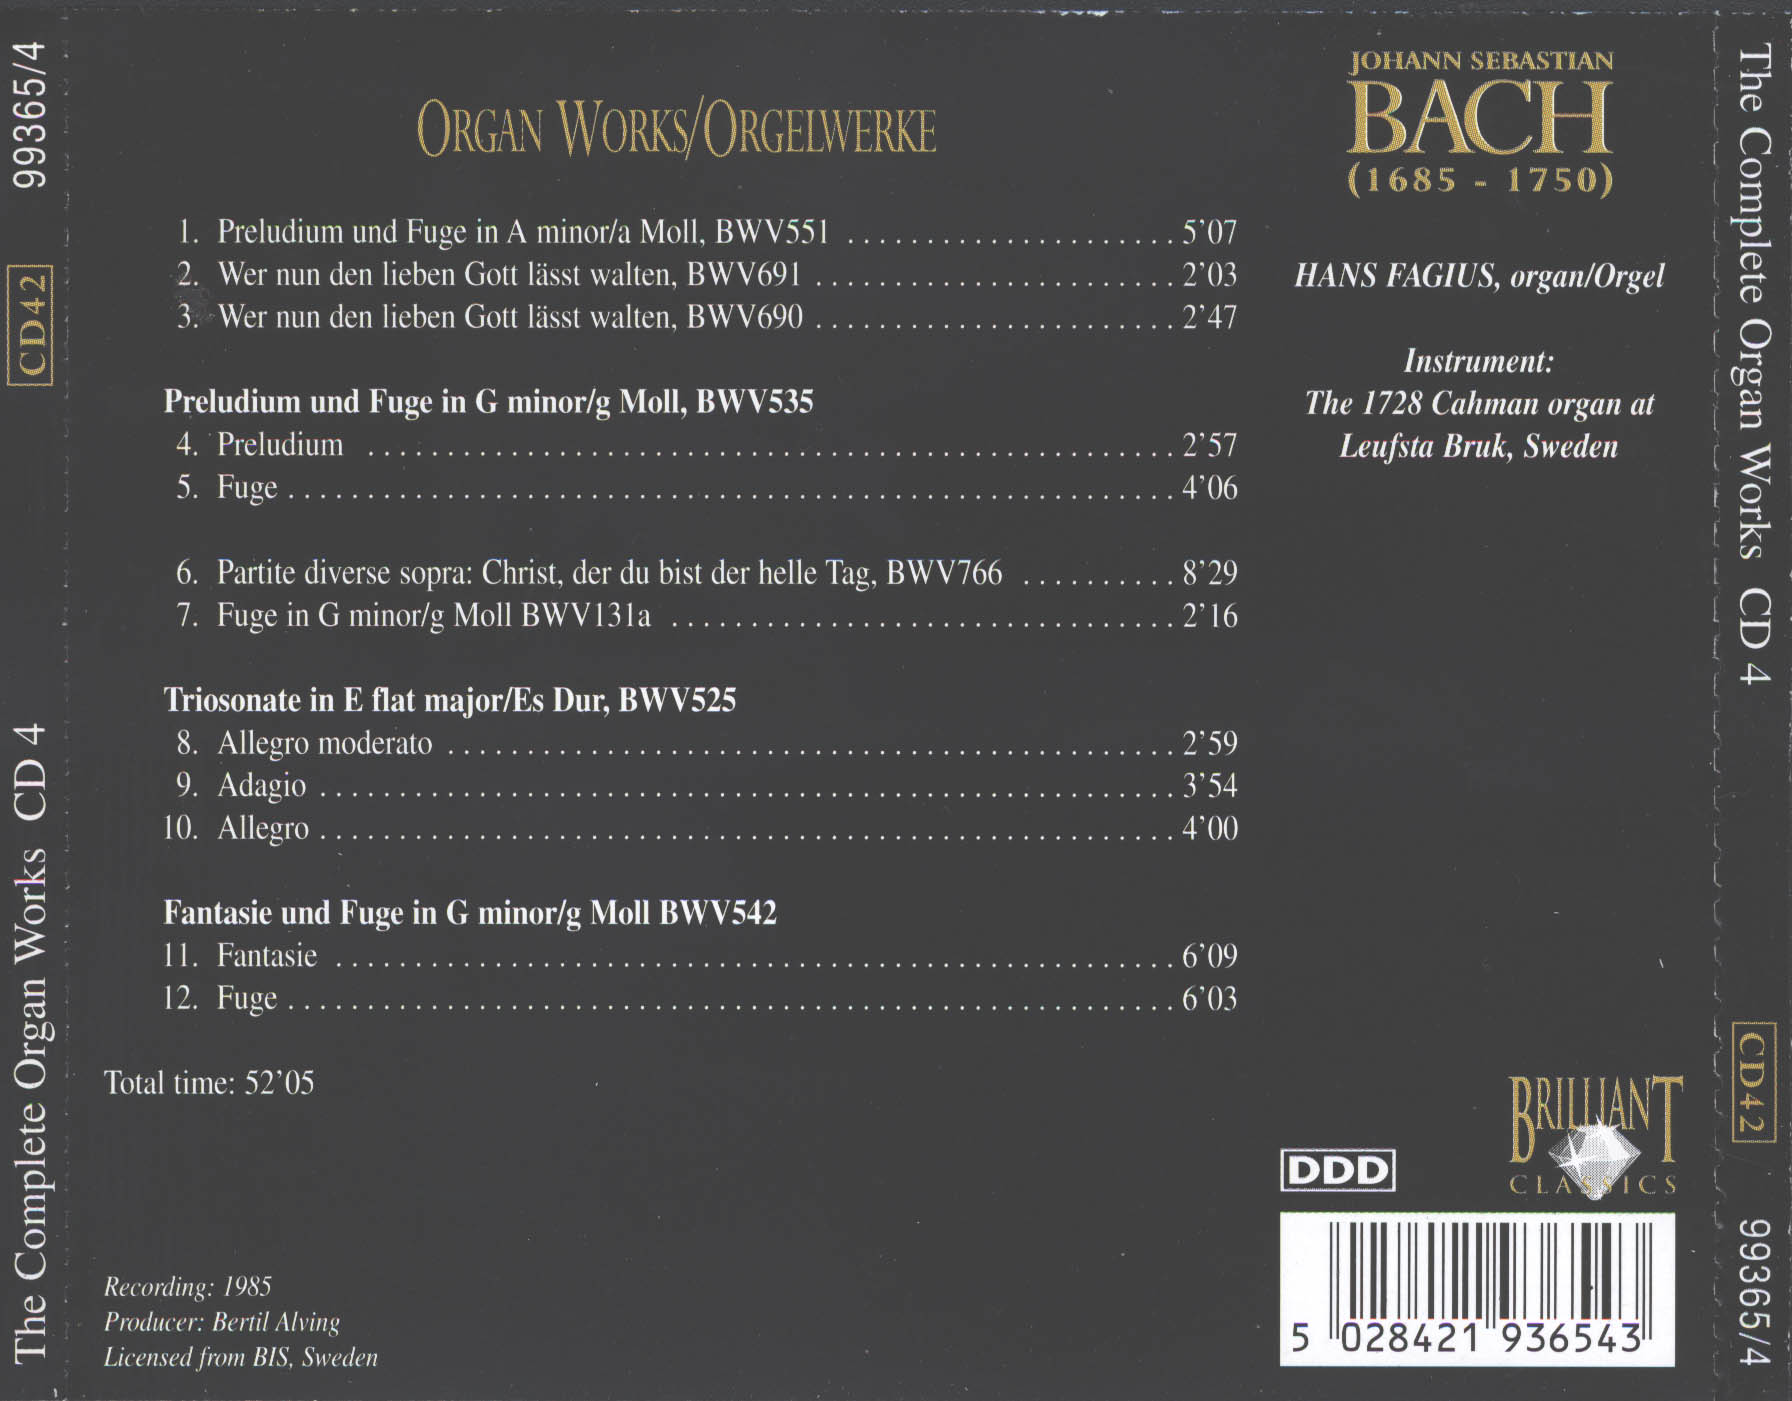 99365/4
CD42
The Complete Organ Works CD 4
ORGAN WORKS/ORGELWERKE
1. Preludium und Fuge in A minor/a Moll, BWV551 ..................... 5’07
2. Wer nun den lieben Gott lässt walten, BWV691 ....................... 2’03
3. Wer nun den lieben Gott lässt walten, BWV690 ....................... 2’47
Preludium und Fuge in G minor/g Moll, BWV535
4. Preludium ................................................... 2’57
5. Fuge ........................................................ 4’06
6. Partite diverse sopra: Christ, der du bist der helle Tag, BWV766 .......... 8’29
7. Fuge in G minor/g Moll BWV131a ................................ 2’16
Triosonate in E flat major/Es Dur, BWV525
8. Allegro moderato .............................................. 2’59
9. Adagio ...................................................... 3’54
10. Allegro ...................................................... 4’00
Fantasie und Fuge in G minor/g Moll BWV542
11. Fantasie ..................................................... 6’09
12. Fuge ........................................................ 6’03
Total time: 52’05
Recording: 1985
Producer: Bertil Alving
Licensed from BIS, Sweden
JOHANN SEBASTIAN
BACH
(1685 - 1750)
HANS FAGIUS, organ/Orgel
Instrument:
The 1728 Cahman organ at
Leufsta Bruk, Sweden
BRILLIANT
CLASSICS
DDD
5 028421 936543
The Complete Organ Works CD 4
CD42
99365/4